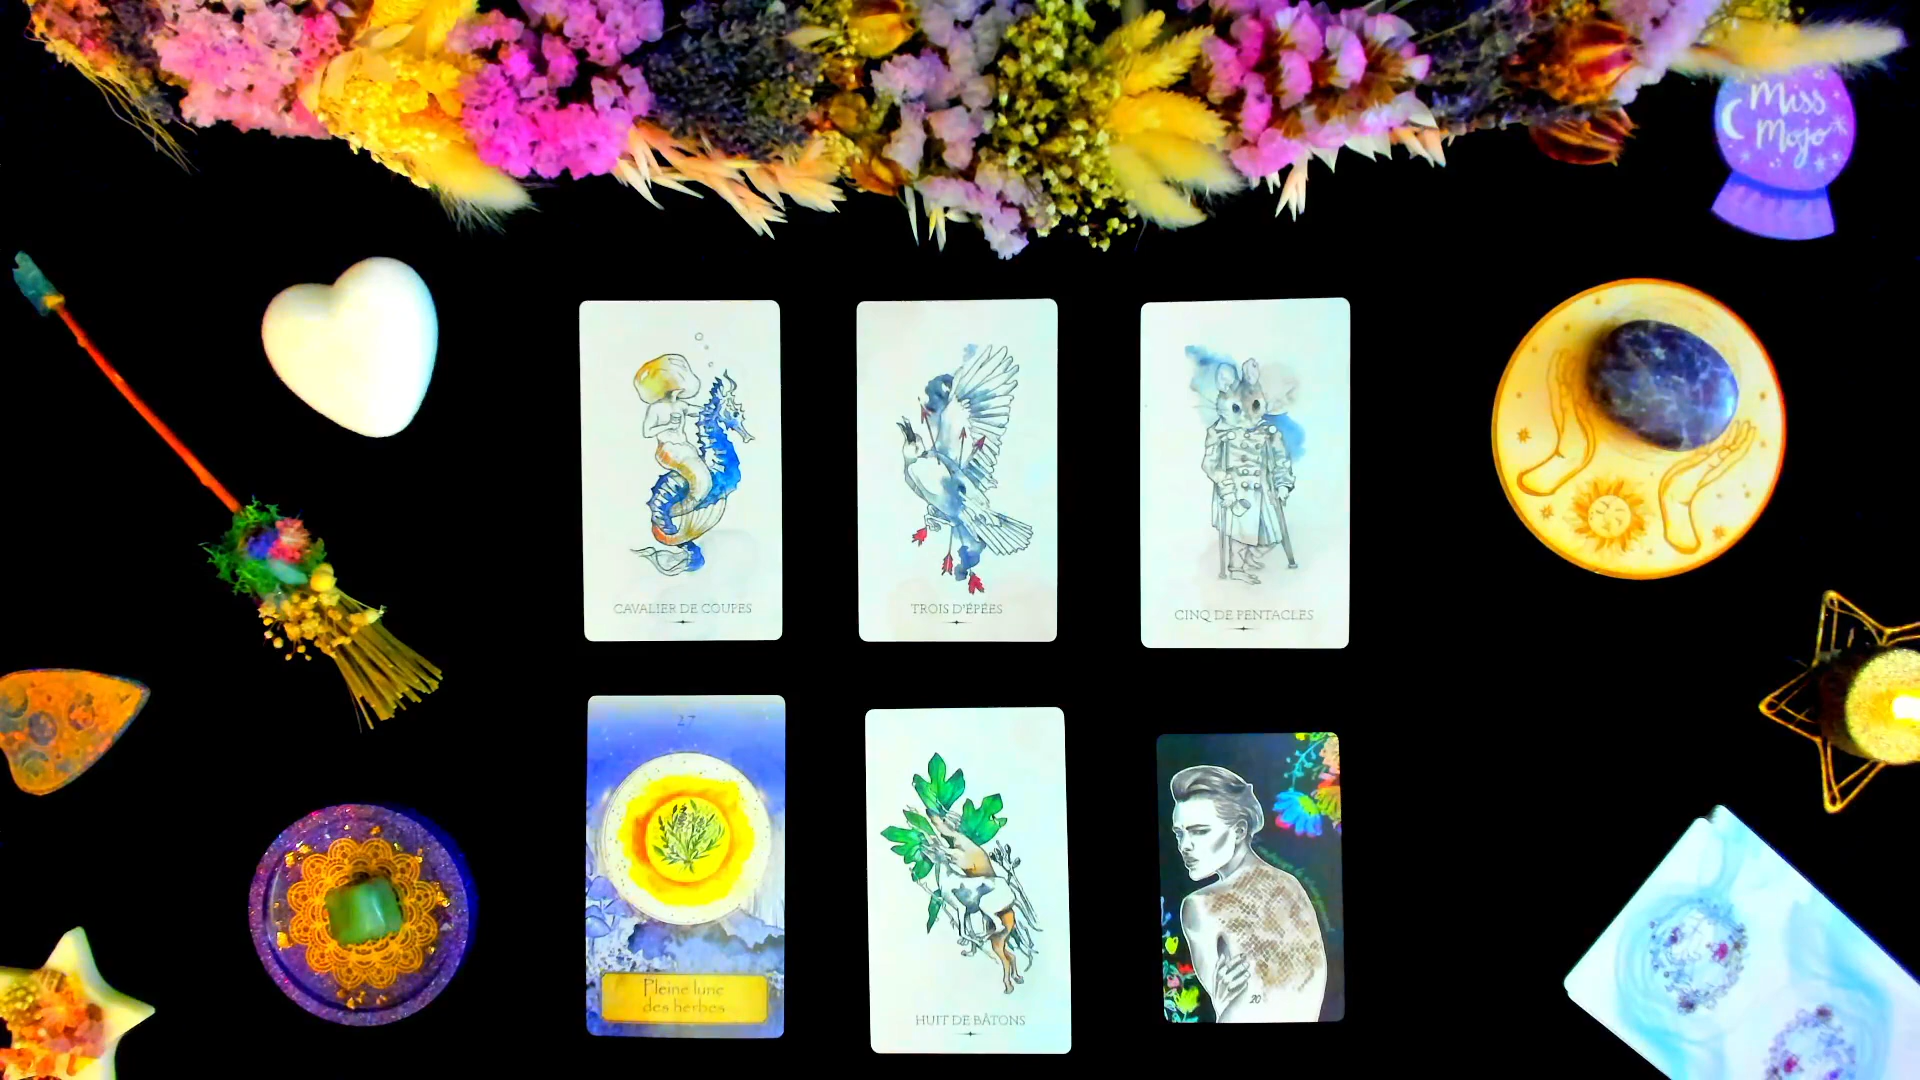 Miss
Mojo
CAVALIER DE COUPES
TROIS D'ÉPÉES
CINQ DE PENTACLES
27
Pleine lune
des herbes
HUIT DE BÂTONS
20